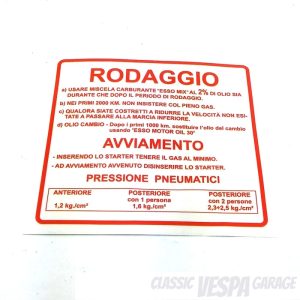 RODAGGIO
a) USARE MISCELA CARBURANTE "ESSO MIX" AL 2% DI OLIO SIA
DURANTE CHE DOPO IL PERIODO DI RODAGGIO.
b) NEI PRIMI 2000 KM. NON INSISTERE COL PIENO GAS.
c) QUALORA SIATE COSTRETTI A RIDURRE LA VELOCITÀ NON ESI-
TATE A PASSARE ALLA MARCIA INFERIORE.
d) OLIO CAMBIO - Dopo i primi 1000 km. sostituire l'olio del cambio
usando "ESSO MOTOR OIL 30"
AVVIAMENTO
- INSERENDO LO STARTER TENERE IL GAS AL MINIMO.
- AD AVVIAMENTO AVVENUTO DISINSERIRE LO STARTER.
PRESSIONE PNEUMATICI
ANTERIORE POSTERIORE POSTERIORE
con 1 persona con 2 persone
1,2 kg./cm² 1,6 kg./cm² 2,3÷2,5 kg./cm²
CLASSIC VESPA GARAGE